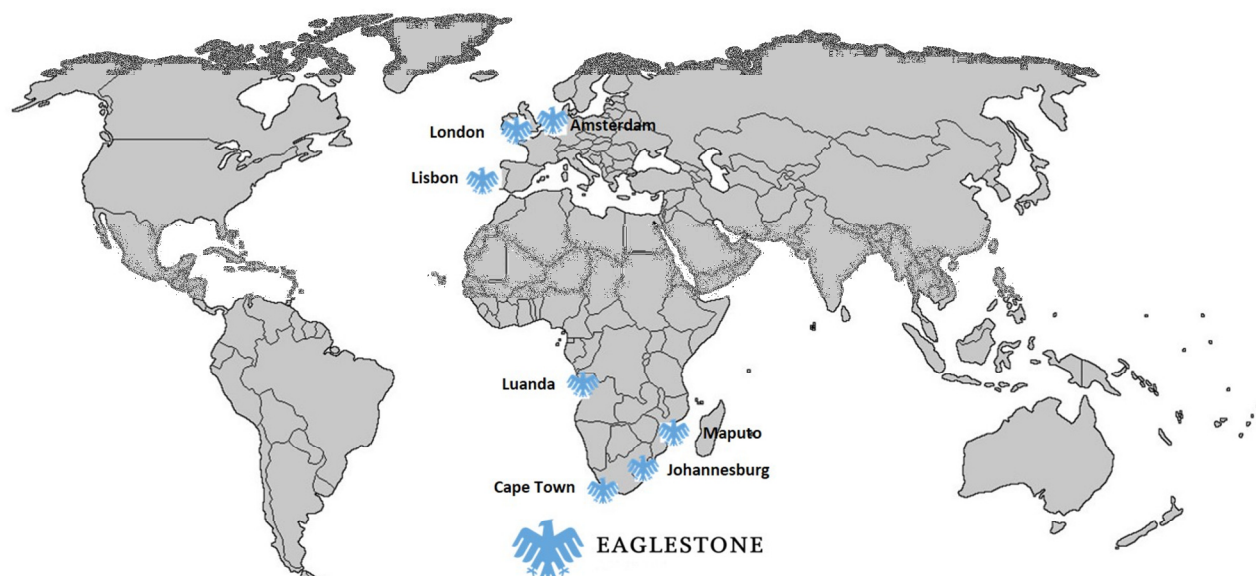 London
Amsterdam
Lisbon
Luanda
Maputo
Johannesburg
Cape Town
EAGLESTONE